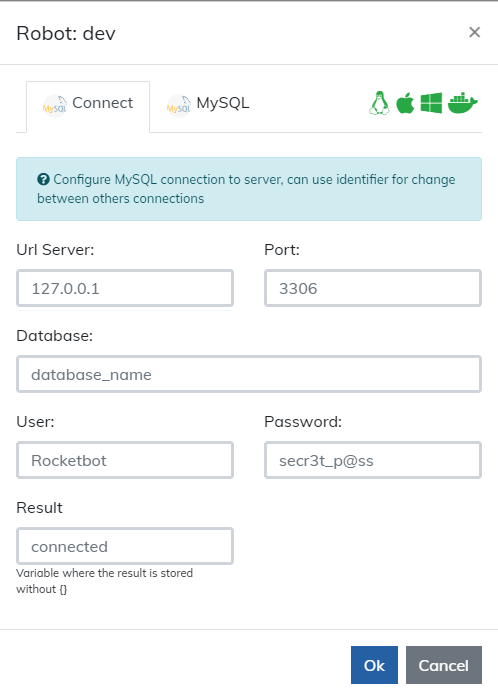 Robot: dev ×
MySQL Connect MySQL MySQL
Configure MySQL connection to server, can use identifier for change
between others connections
Url Server: Port:
127.0.0.1 3306
Database:
database_name
User: Password:
Rocketbot secr3t_p@ss
Result
connected
Variable where the result is stored
without {}
Ok Cancel